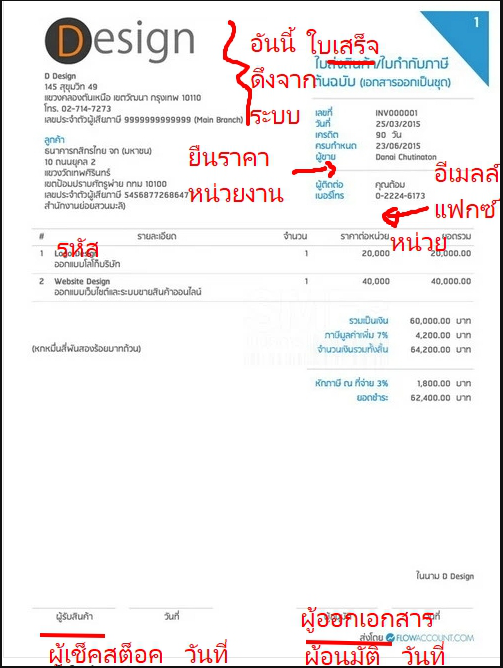 Design
1
อันนี้ ใบเสร็จ
ดึงจาก
ระบบ
ใบส่งสินค้า/ใบกำกับภาษี
ต้นฉบับ (เอกสารออกเป็นชุด)
D Design
145 สุขุมวิท 49
แขวงคลองตันเหนือ เขตวัฒนา กรุงเทพ 10110
โทร. 02-714-7273
เลขประจำตัวผู้เสียภาษี 9999999999999 (Main Branch)
เลขที่ INV000001
วันที่ 25/03/2015
เครดิต 90 วัน
ครบกำหนด 23/06/2015
ผู้ขาย Danai Chutinaton
ลูกค้า
ธนาคารกสิกรไทย จก (มหาชน)
10 ถนนยุคล 2
แขวงวัดเทพศิรินทร์
เขตป้อมปราบศัตรูพ่าย กทม 10100
เลขประจำตัวผู้เสียภาษี 5456877268647
สำนักงานย่อยสวนมะลิ)
ยืนราคา
หน่วยงาน
ผู้ติดต่อ คุณต้อม
เบอร์โทร 0-2224-6173
อีเมลล์
แฟกซ์
หน่วย
รหัส
# รายละเอียด จำนวน ราคาต่อหน่วย ยอดรวม
1 Logo Design 1 20,000 20,000.00
ออกแบบโลโก้บริษัท
2 Website Design 1 40,000 40,000.00
ออกแบบเว็บไซต์และระบบขายสินค้าออนไลน์
รวมเป็นเงิน 60,000.00 บาท
ภาษีมูลค่าเพิ่ม 7% 4,200.00 บาท
(หกหมื่นสี่พันสองร้อยบาทถ้วน) จำนวนเงินรวมทั้งสิ้น 64,200.00 บาท
หักภาษี ณ ที่จ่าย 3% 1,800.00 บาท
ยอดชำระ 62,400.00 บาท
ในนาม D Design
ผู้รับสินค้า วันที่ วันที่
ผู้ออกเอกสาร
ส่งโดย FLOWACCOUNT.COM
ผู้เช็คสต็อค วันที่ ผู้อนุมัติ วันที่